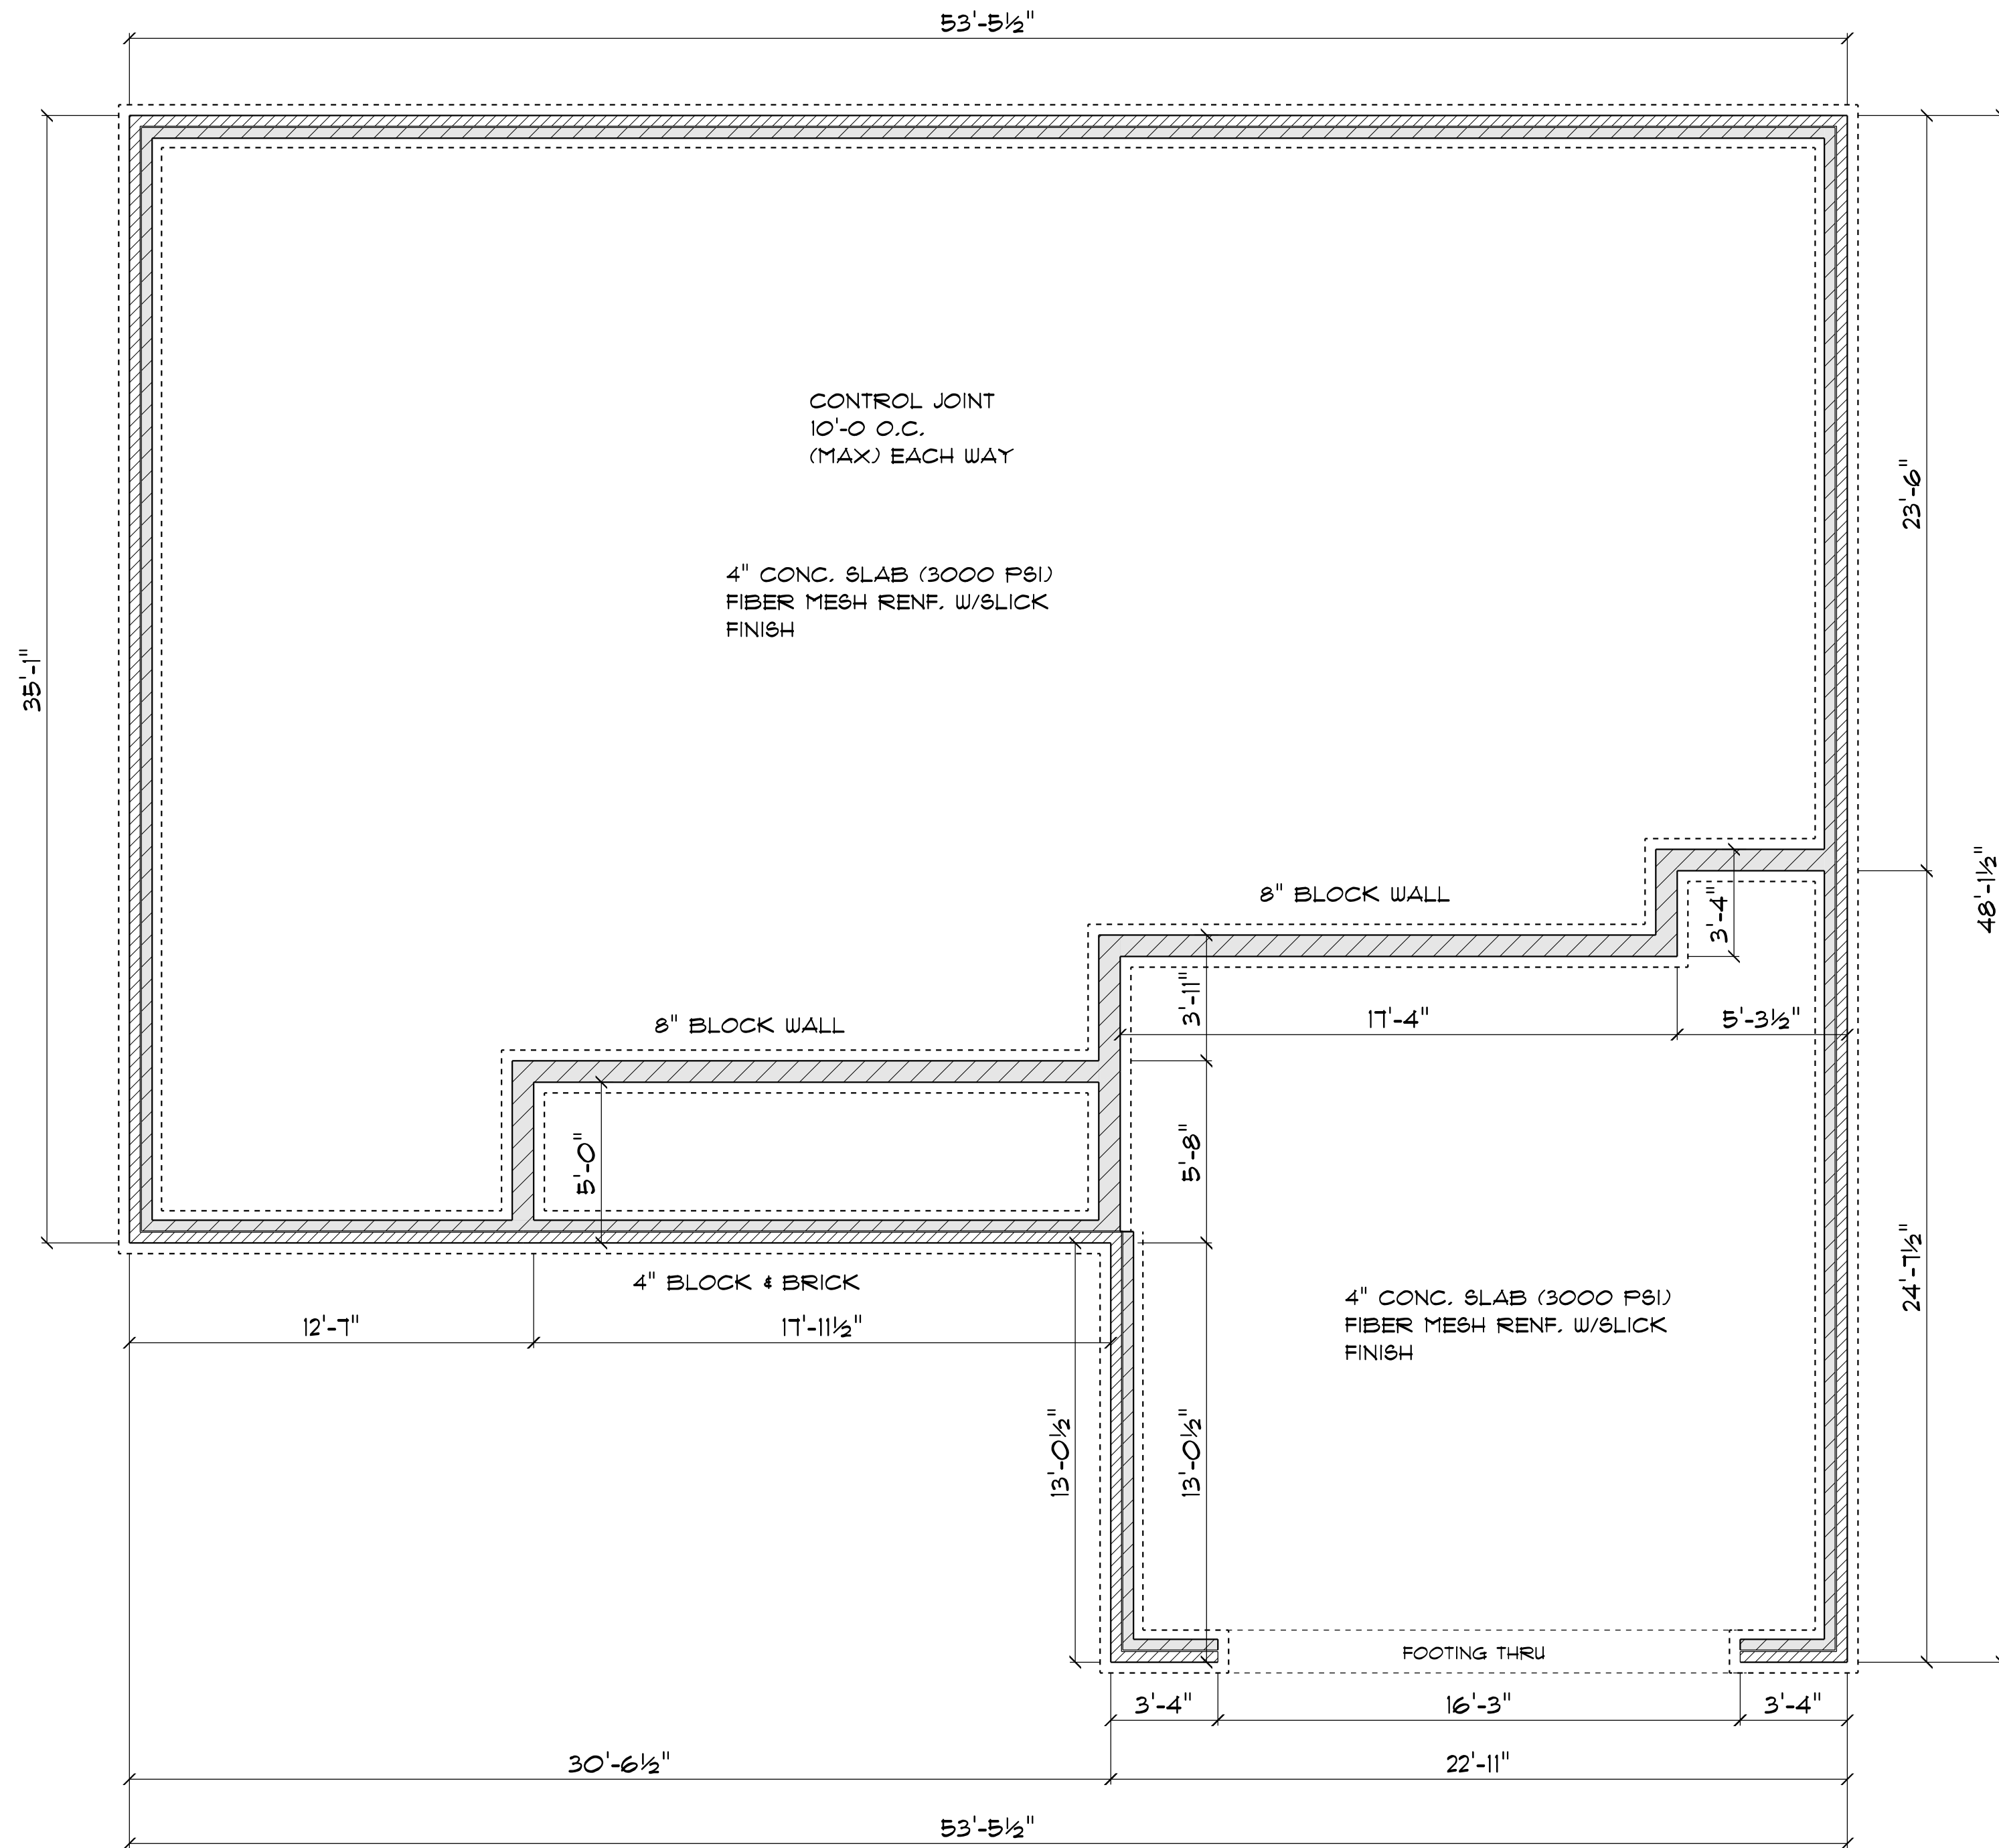 53'-5½"
CONTROL JOINT
10'-0 O.C.
(MAX) EACH WAY
4" CONC. SLAB (3000 PSI)
FIBER MESH RENF. W/SLICK
FINISH
35'-1"
23'-6"
48'-1½"
8" BLOCK WALL
3'-4"
3'-11"
17'-4"
5'-3½"
8" BLOCK WALL
5'-0"
5'-8"
24'-7½"
4" BLOCK & BRICK
12'-7"
17'-11½"
4" CONC. SLAB (3000 PSI)
FIBER MESH RENF. W/SLICK
FINISH
13'-0½"
13'-0½"
FOOTING THRU
3'-4"
16'-3"
3'-4"
30'-6½"
22'-11"
53'-5½"